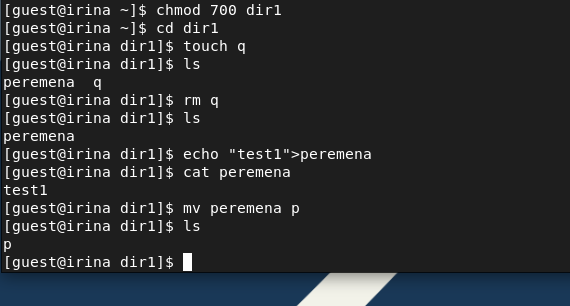 [guest@irina ~]$ chmod 700 dir1
[guest@irina ~]$ cd dir1
[guest@irina dir1]$ touch q
[guest@irina dir1]$ ls
peremena  q
[guest@irina dir1]$ rm q
[guest@irina dir1]$ ls
peremena
[guest@irina dir1]$ echo "test1">peremena
[guest@irina dir1]$ cat peremena
test1
[guest@irina dir1]$ mv peremena p
[guest@irina dir1]$ ls
p
[guest@irina dir1]$